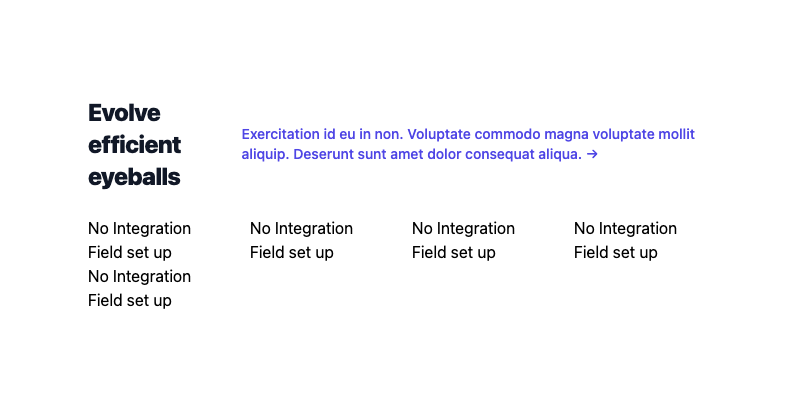 Evolve
efficient
eyeballs
Exercitation id eu in non. Voluptate commodo magna voluptate mollit
aliquip. Deserunt sunt amet dolor consequat aliqua. →
No Integration
Field set up
No Integration
Field set up
No Integration
Field set up
No Integration
Field set up
No Integration
Field set up